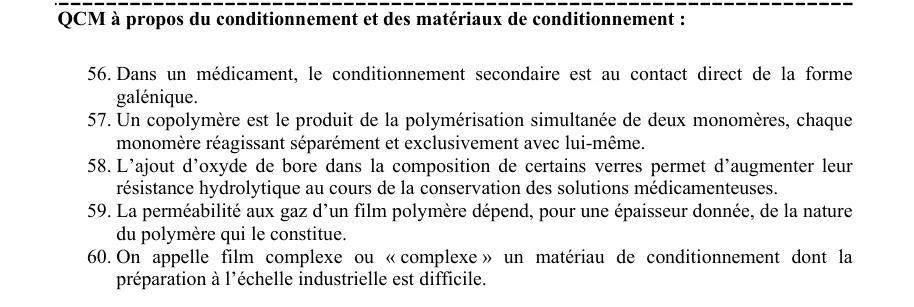 QCM à propos du conditionnement et des matériaux de conditionnement :
56. Dans un médicament, le conditionnement secondaire est au contact direct de la forme
galénique.
57. Un copolymère est le produit de la polymérisation simultanée de deux monomères, chaque
monomère réagissant séparément et exclusivement avec lui-même.
58. L’ajout d’oxyde de bore dans la composition de certains verres permet d’augmenter leur
résistance hydrolytique au cours de la conservation des solutions médicamenteuses.
59. La perméabilité aux gaz d’un film polymère dépend, pour une épaisseur donnée, de la nature
du polymère qui le constitue.
60. On appelle film complexe ou « complexe » un matériau de conditionnement dont la
préparation à l’échelle industrielle est difficile.